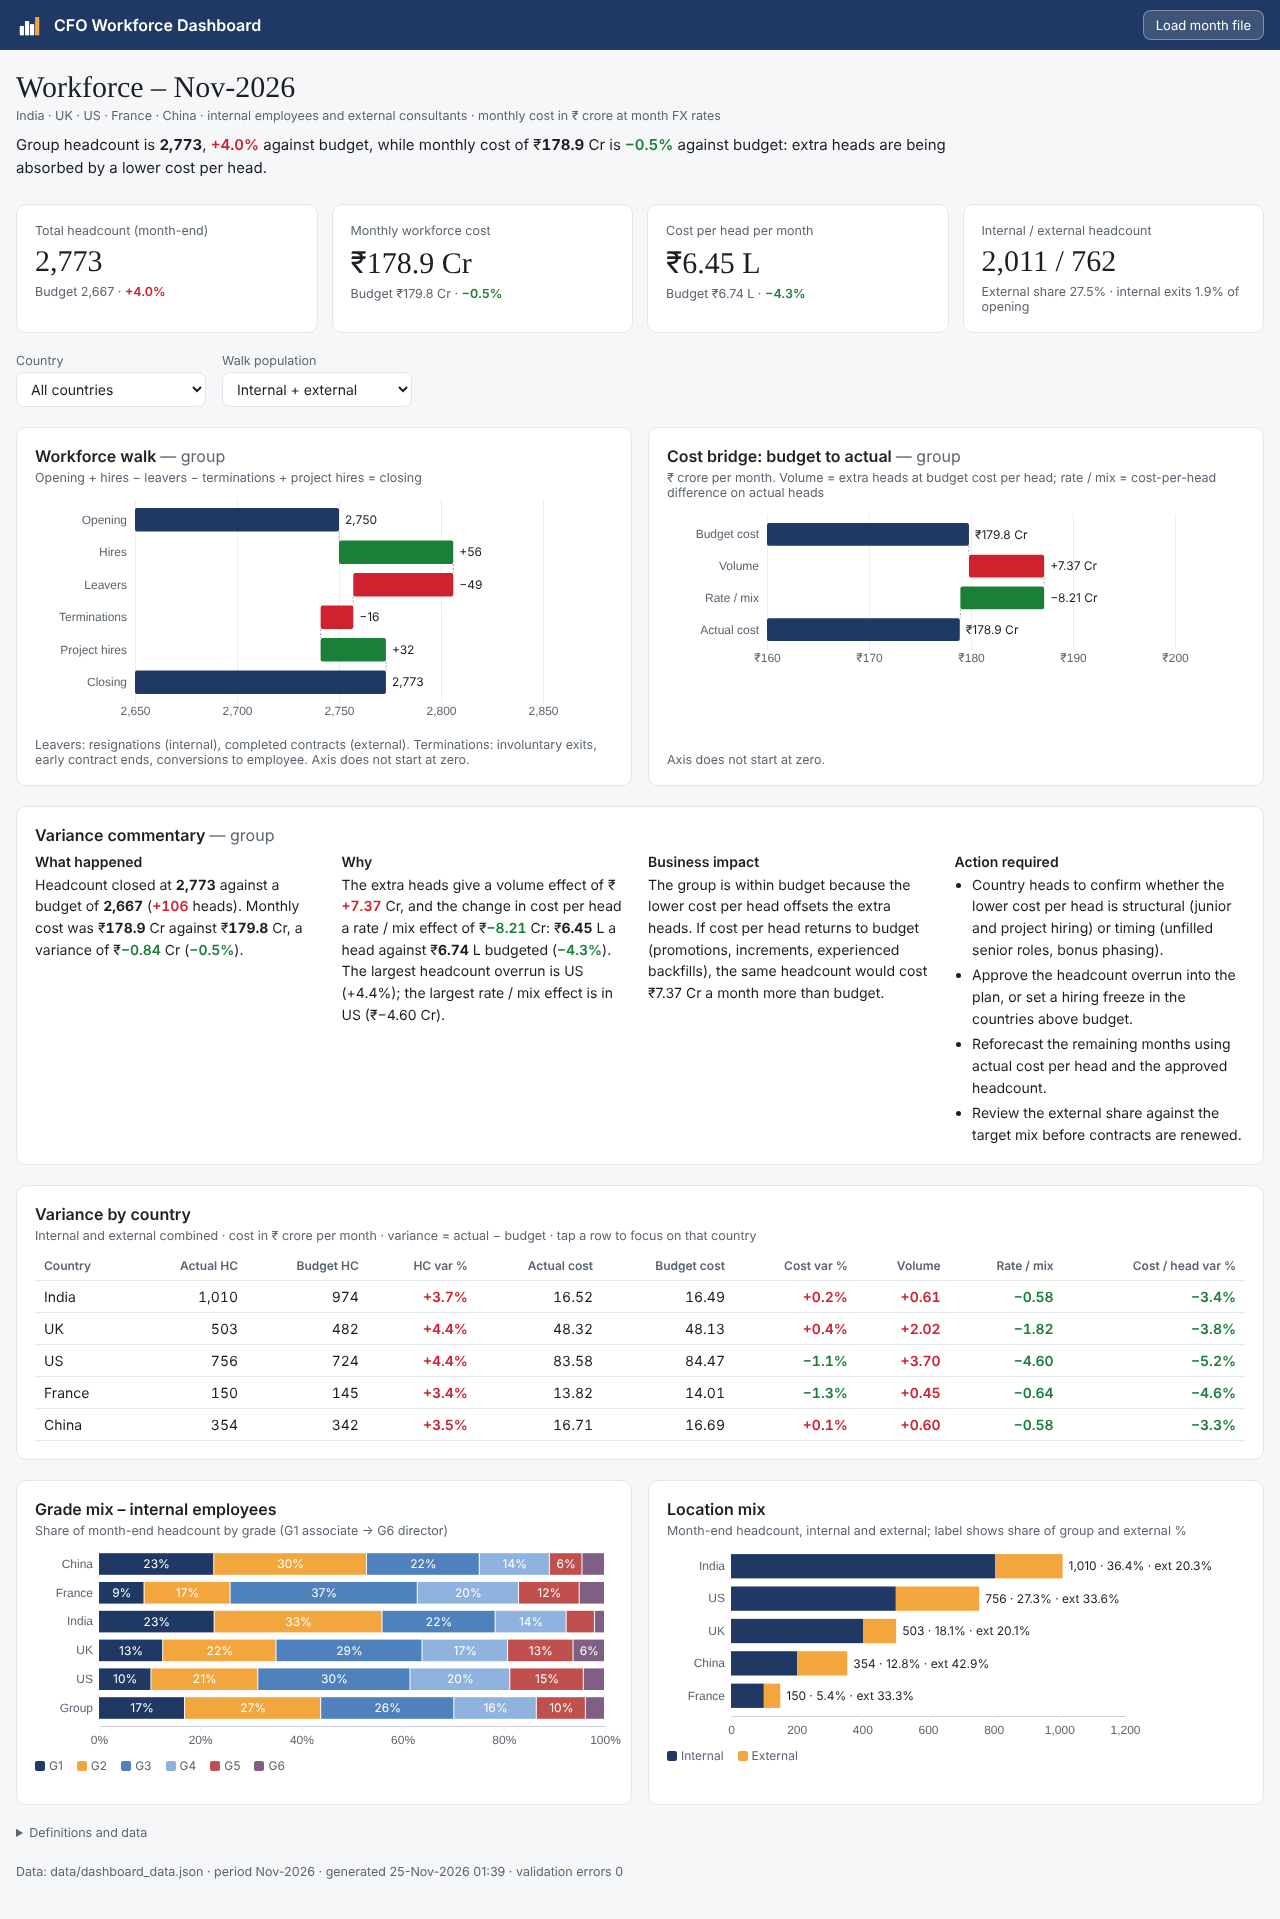 CFO Workforce Dashboard
Load month file
Workforce – Nov-2026
India · UK · US · France · China · internal employees and external consultants · monthly cost in ₹ crore at month FX rates
Group headcount is 2,773, +4.0% against budget, while monthly cost of ₹178.9 Cr is −0.5% against budget: extra heads are being
absorbed by a lower cost per head.
Total headcount (month-end)
2,773
Budget 2,667 · +4.0%
Monthly workforce cost
₹178.9 Cr
Budget ₹179.8 Cr · −0.5%
Cost per head per month
₹6.45 L
Budget ₹6.74 L · −4.3%
Internal / external headcount
2,011 / 762
External share 27.5% · internal exits 1.9% of
opening
Country
All countries
Walk population
Internal + external
Workforce walk — group
Opening + hires − leavers − terminations + project hires = closing
Opening 2,750
Hires +56
Leavers −49
Terminations −16
Project hires +32
Closing 2,773
2,650 2,700 2,750 2,800 2,850
Leavers: resignations (internal), completed contracts (external). Terminations: involuntary exits,
early contract ends, conversions to employee. Axis does not start at zero.
Cost bridge: budget to actual — group
₹ crore per month. Volume = extra heads at budget cost per head; rate / mix = cost-per-head
difference on actual heads
Budget cost ₹179.8 Cr
Volume +7.37 Cr
Rate / mix −8.21 Cr
Actual cost ₹178.9 Cr
₹160 ₹170 ₹180 ₹190 ₹200
Axis does not start at zero.
Variance commentary — group
What happened
Headcount closed at 2,773 against a
budget of 2,667 (+106 heads). Monthly
cost was ₹178.9 Cr against ₹179.8 Cr, a
variance of ₹−0.84 Cr (−0.5%).
Why
The extra heads give a volume effect of ₹
+7.37 Cr, and the change in cost per head
a rate / mix effect of ₹−8.21 Cr: ₹6.45 L a
head against ₹6.74 L budgeted (−4.3%).
The largest headcount overrun is US
(+4.4%); the largest rate / mix effect is in
US (₹−4.60 Cr).
Business impact
The group is within budget because the
lower cost per head offsets the extra
heads. If cost per head returns to budget
(promotions, increments, experienced
backfills), the same headcount would cost
₹7.37 Cr a month more than budget.
Action required
• Country heads to confirm whether the
lower cost per head is structural (junior
and project hiring) or timing (unfilled
senior roles, bonus phasing).
• Approve the headcount overrun into the
plan, or set a hiring freeze in the
countries above budget.
• Reforecast the remaining months using
actual cost per head and the approved
headcount.
• Review the external share against the
target mix before contracts are renewed.
Variance by country
Internal and external combined · cost in ₹ crore per month · variance = actual − budget · tap a row to focus on that country
Country Actual HC Budget HC HC var % Actual cost Budget cost Cost var % Volume Rate / mix Cost / head var %
India 1,010 974 +3.7% 16.52 16.49 +0.2% +0.61 −0.58 −3.4%
UK 503 482 +4.4% 48.32 48.13 +0.4% +2.02 −1.82 −3.8%
US 756 724 +4.4% 83.58 84.47 −1.1% +3.70 −4.60 −5.2%
France 150 145 +3.4% 13.82 14.01 −1.3% +0.45 −0.64 −4.6%
China 354 342 +3.5% 16.71 16.69 +0.1% +0.60 −0.58 −3.3%
Grade mix – internal employees
Share of month-end headcount by grade (G1 associate → G6 director)
China 23% 30% 22% 14% 6%
France 9% 17% 37% 20% 12%
India 23% 33% 22% 14%
UK 13% 22% 29% 17% 13% 6%
US 10% 21% 30% 20% 15%
Group 17% 27% 26% 16% 10%
0% 20% 40% 60% 80% 100%
G1 G2 G3 G4 G5 G6
Location mix
Month-end headcount, internal and external; label shows share of group and external %
India 1,010 · 36.4% · ext 20.3%
US 756 · 27.3% · ext 33.6%
UK 503 · 18.1% · ext 20.1%
China 354 · 12.8% · ext 42.9%
France 150 · 5.4% · ext 33.3%
0 200 400 600 800 1,000 1,200
Internal External
Definitions and data
Data: data/dashboard_data.json · period Nov-2026 · generated 25-Nov-2026 01:39 · validation errors 0